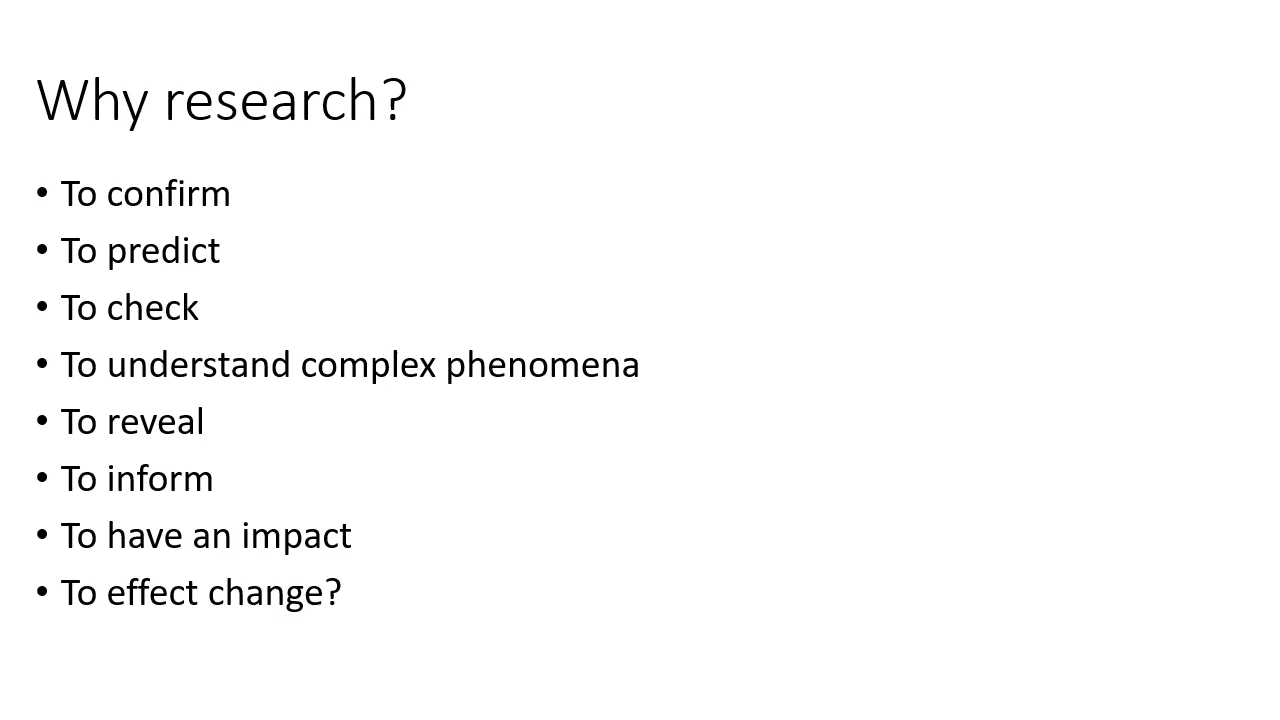 Why research?
• To confirm
• To predict
• To check
• To understand complex phenomena
• To reveal
• To inform
• To have an impact
• To effect change?